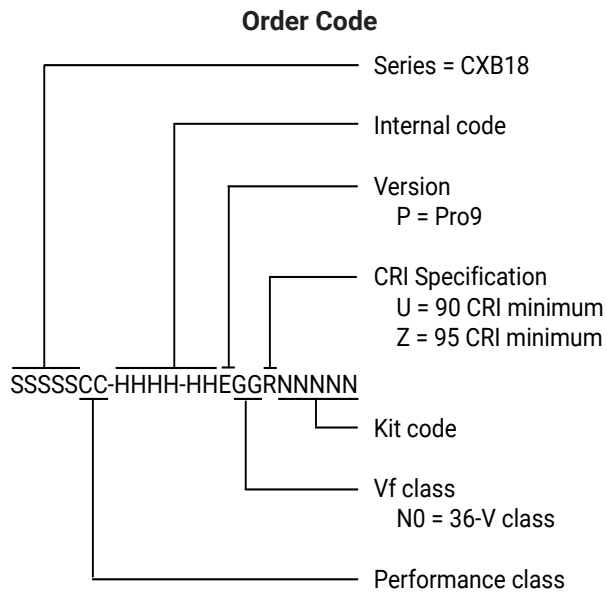 Order Code
Series = CXB18
Internal code
Version
P = Pro9
CRI Specification
U = 90 CRI minimum
Z = 95 CRI minimum
SSSSSCC-HHHH-HHEGGRNNNNN
Kit code
Vf class
N0 = 36-V class
Performance class